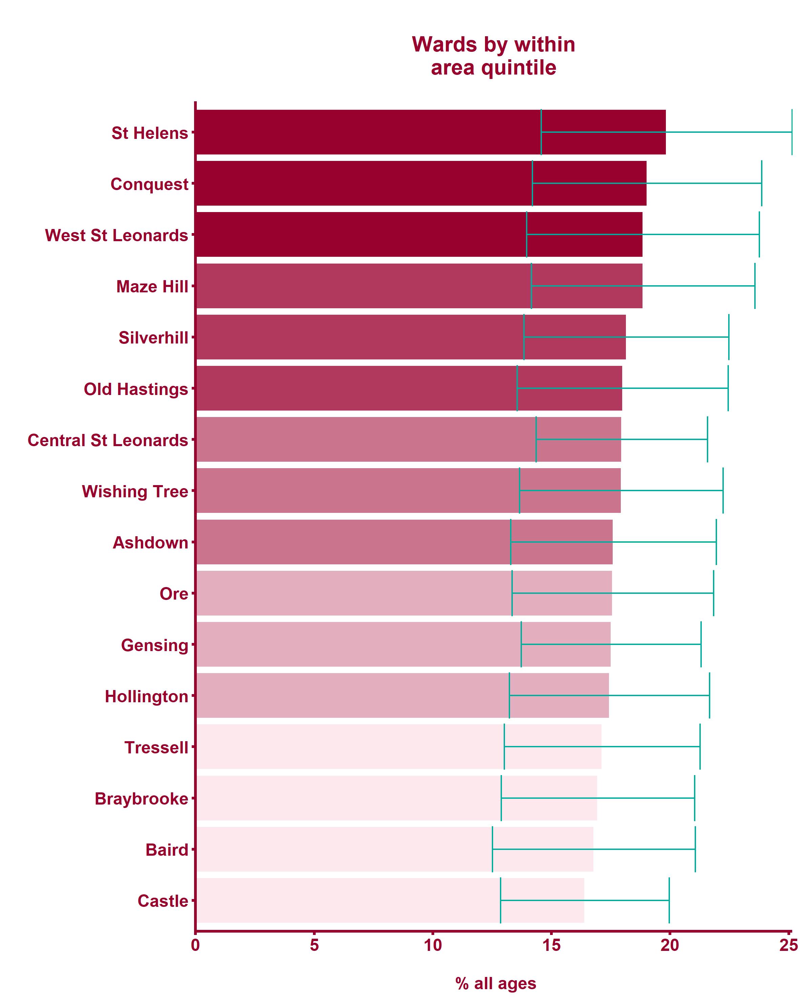 Wards by within
area quintile
St Helens
Conquest
West St Leonards
Maze Hill
Silverhill
Old Hastings
Central St Leonards
Wishing Tree
Ashdown
Ore
Gensing
Hollington
Tressell
Braybrooke
Baird
Castle
0 5 10 15 20 25
% all ages